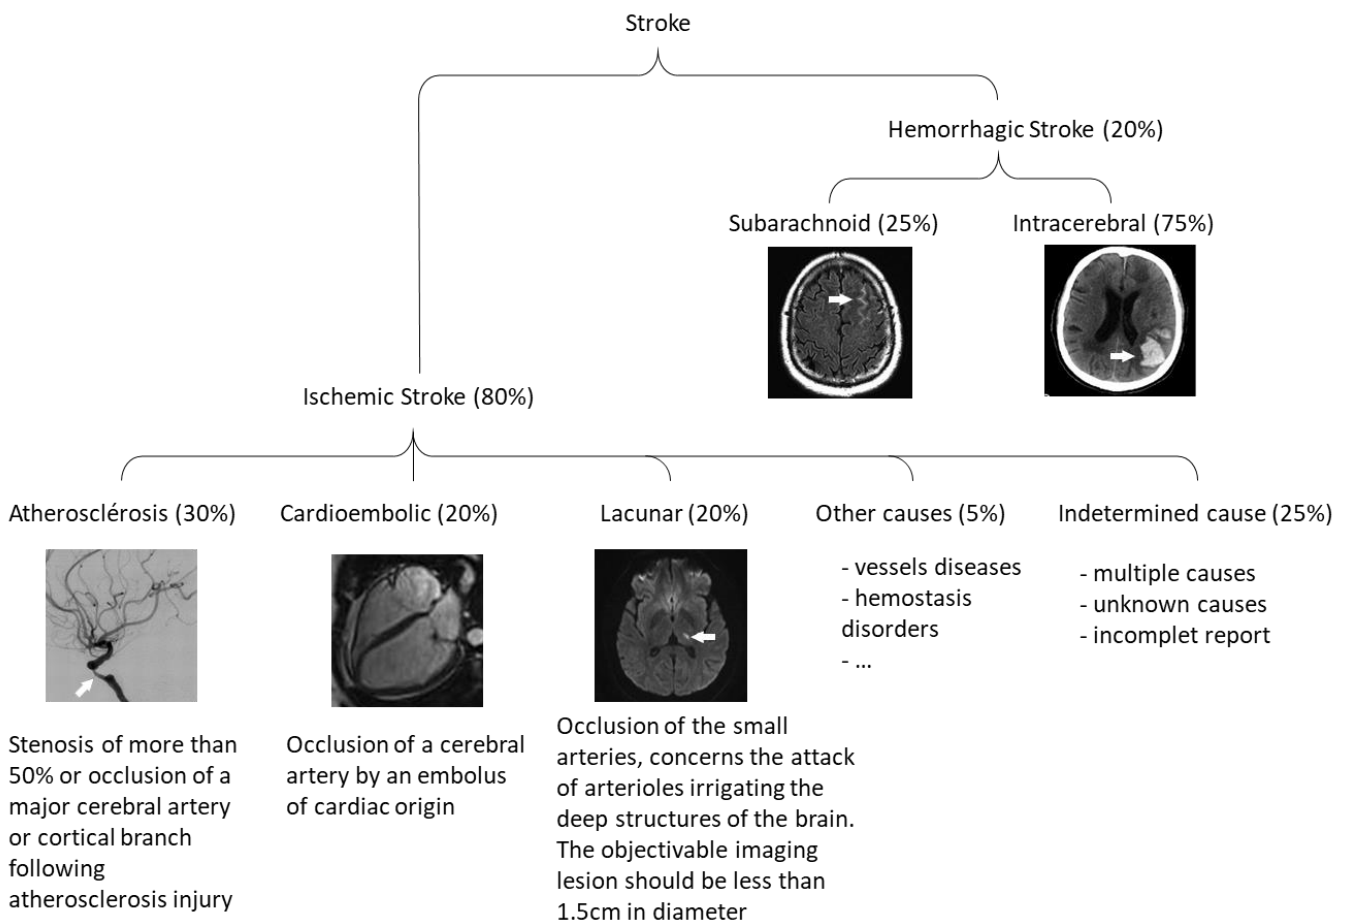 Stroke
Hemorrhagic Stroke (20%)
Subarachnoid (25%)
Intracerebral (75%)
Ischemic Stroke (80%)
Atherosclérosis (30%)
Cardioembolic (20%)
Lacunar (20%)
Other causes (5%)
Indetermined cause (25%)
- vessels diseases
- hemostasis
disorders
- ...
- multiple causes
- unknown causes
- incomplet report
Stenosis of more than
50% or occlusion of a
major cerebral artery
or cortical branch
following
atherosclerosis injury
Occlusion of a cerebral
artery by an embolus
of cardiac origin
Occlusion of the small
arteries, concerns the attack
of arterioles irrigating the
deep structures of the brain.
The objectivable imaging
lesion should be less than
1.5cm in diameter